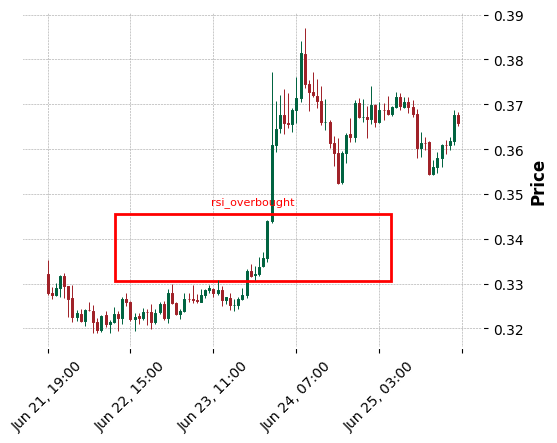 0.39
0.38
0.37
0.36
0.35
rsi_overbought
0.34
0.33
0.32
Price
Jun 21, 19:00
Jun 22, 15:00
Jun 23, 11:00
Jun 24, 07:00
Jun 25, 03:00